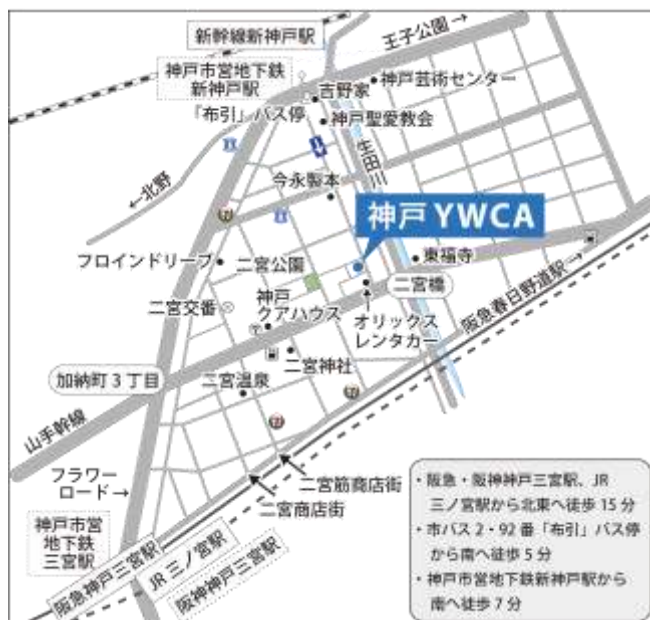 新幹線新神戸駅
王子公園→
神戸市営地下鉄
新神戸駅
神戸芸術センター
吉野家
「布引」バス停
神戸聖愛教会
生田川
←北野
今永製本
神戸 YWCA
フロインドリーブ
二宮公園
東福寺
二宮橋
阪急春日野道駅→
二宮交番
神戸
クアハウス
オリックス
レンタカー
二宮神社
加納町 3 丁目
二宮温泉
山手幹線
フラワー
ロード→
二宮筋商店街
二宮商店街
神戸市営
地下鉄
三宮駅
阪急神戸三宮駅
JR 三ノ宮駅
阪神神戸三宮駅
・阪急・阪神神戸三宮駅、JR
三ノ宮駅から北東へ徒歩 15 分
・市バス 2・92 番「布引」バス停
から南へ徒歩 5 分
・神戸市営地下鉄新神戸駅から
南へ徒歩 7 分